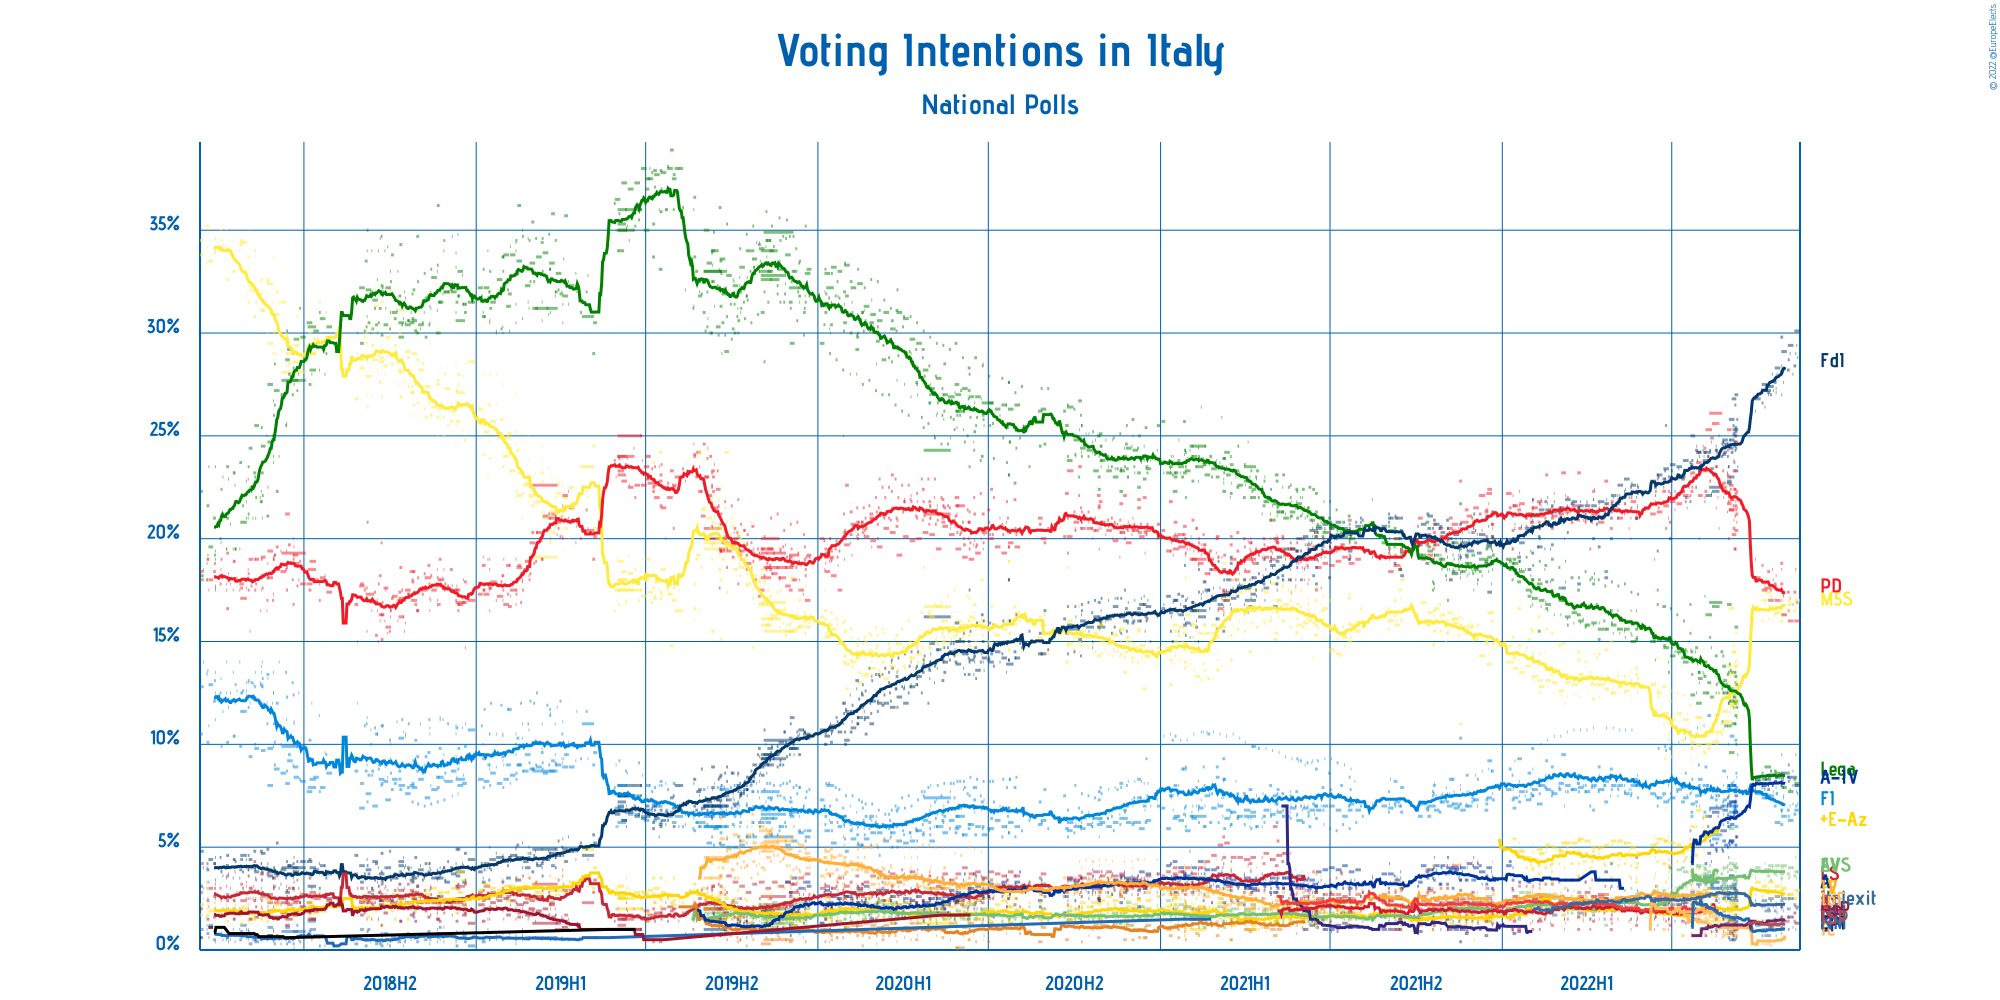 © 2022 @EuropeElects
Voting Intentions in Italy
National Polls
35%
30%
25%
20%
15%
10%
5%
0%
FdI
PD
M5S
Lega
A-IV
FI
+E-Az
Italexit
2018H2
2019H1
2019H2
2020H1
2020H2
2021H1
2021H2
2022H1